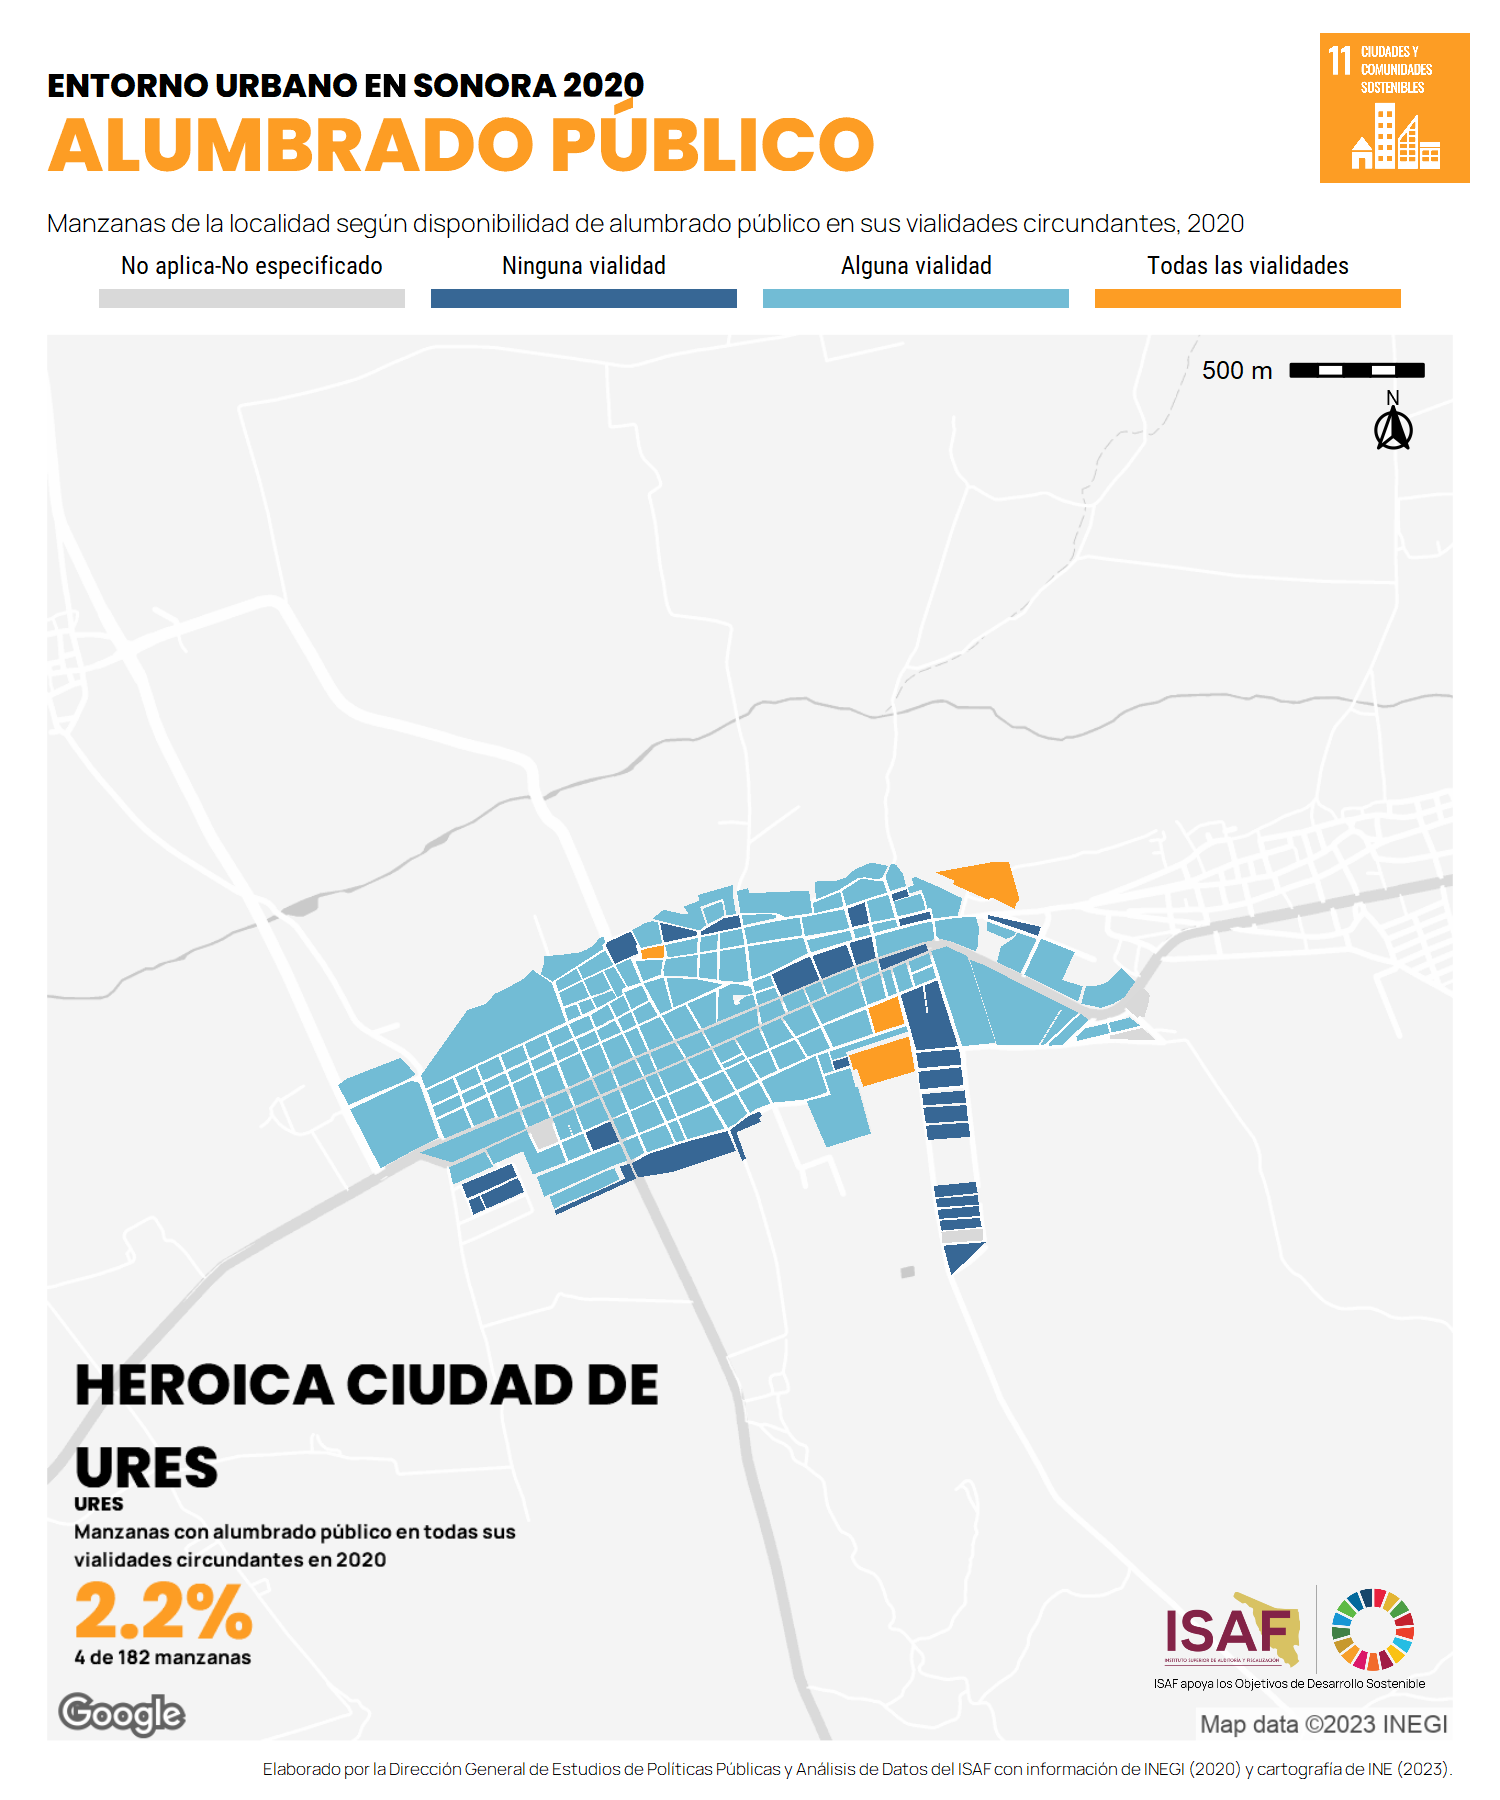 ENTORNO URBANO EN SONORA 2020
ALUMBRADO PÚBLICO
11 CIUDADES Y
COMUNIDADES
SOSTENIBLES
Manzanas de la localidad según disponibilidad de alumbrado público en sus vialidades circundantes, 2020
No aplica-No especificado
Ninguna vialidad
Alguna vialidad
Todas las vialidades
500 m
N
HEROICA CIUDAD DE
URES
URES
Manzanas con alumbrado público en todas sus
vialidades circundantes en 2020
2.2%
4 de 182 manzanas
Google
ISAF
INSTITUTO SUPERIOR DE AUDITORÍA Y FISCALIZACIÓN
ISAF apoya los Objetivos de Desarrollo Sostenible
Map data ©2023 INEGI
Elaborado por la Dirección General de Estudios de Políticas Públicas y Análisis de Datos del ISAF con información de INEGI (2020) y cartografía de INE (2023).